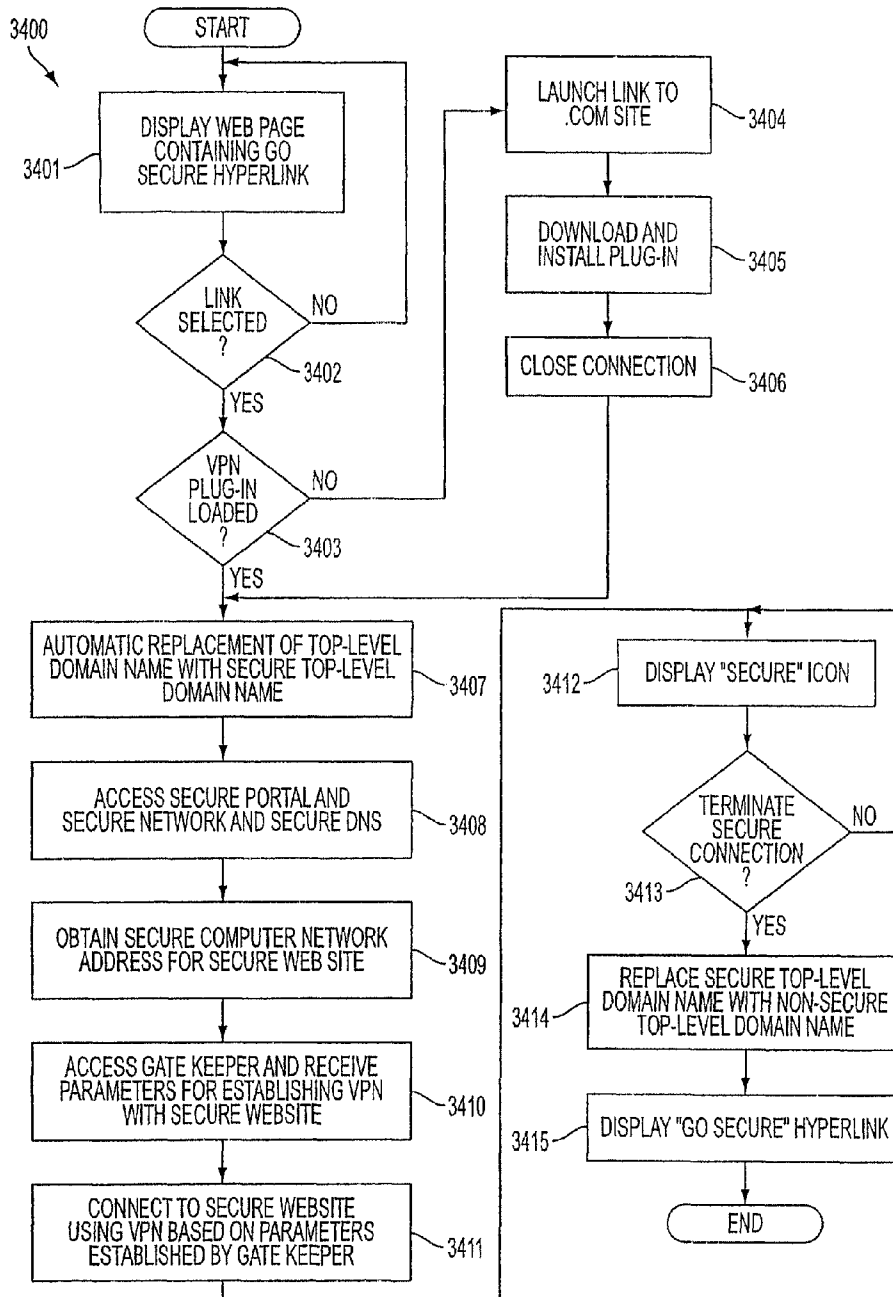 3400
START
DISPLAY WEB PAGE
CONTAINING GO
SECURE HYPERLINK
3401
LINK
SELECTED
?
NO
3402
YES
VPN
PLUG-IN
LOADED
?
NO
3403
YES
LAUNCH LINK TO
.COM SITE
3404
DOWNLOAD AND
INSTALL PLUG-IN
3405
CLOSE CONNECTION
3406
AUTOMATIC REPLACEMENT OF TOP-LEVEL
DOMAIN NAME WITH SECURE TOP-LEVEL
DOMAIN NAME
3407
ACCESS SECURE PORTAL AND
SECURE NETWORK AND SECURE DNS
3408
OBTAIN SECURE COMPUTER NETWORK
ADDRESS FOR SECURE WEB SITE
3409
ACCESS GATE KEEPER AND RECEIVE
PARAMETERS FOR ESTABLISHING VPN
WITH SECURE WEBSITE
3410
CONNECT TO SECURE WEBSITE
USING VPN BASED ON PARAMETERS
ESTABLISHED BY GATE KEEPER
3411
DISPLAY "SECURE" ICON
3412
TERMINATE
SECURE
CONNECTION
?
NO
3413
YES
REPLACE SECURE TOP-LEVEL
DOMAIN NAME WITH NON-SECURE
TOP-LEVEL DOMAIN NAME
3414
DISPLAY "GO SECURE" HYPERLINK
3415
END